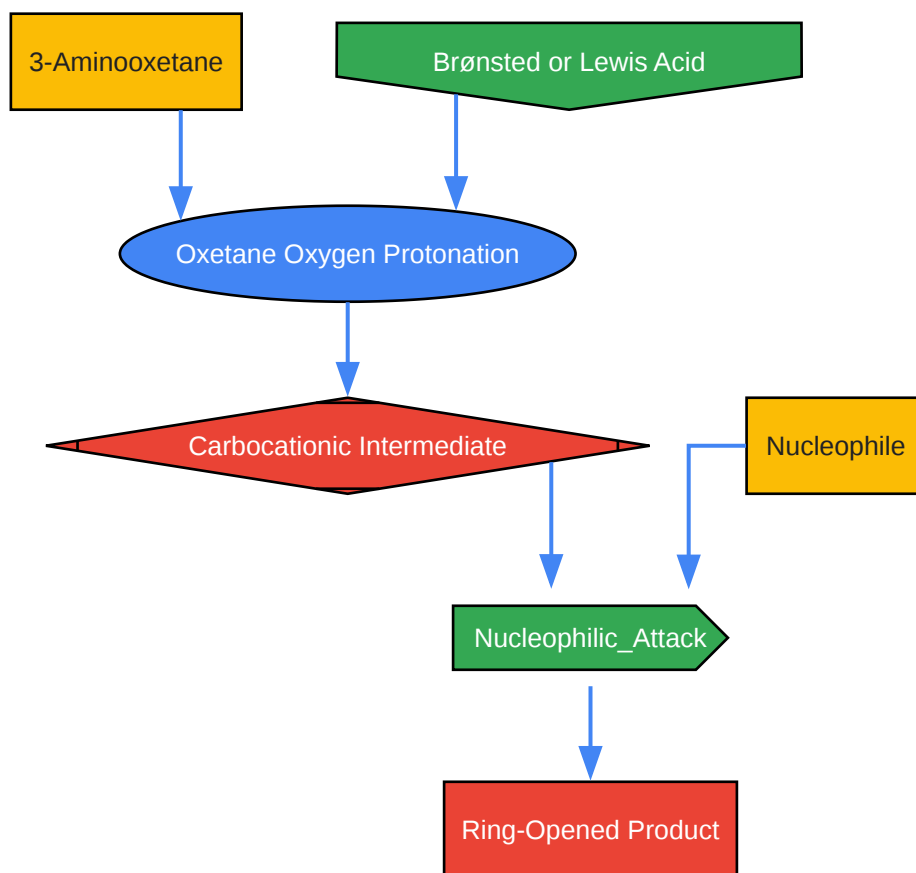 3-Aminooxetane
Brønsted or Lewis Acid
Oxetane Oxygen Protonation
Carbocationic Intermediate
Nucleophile
Nucleophilic_Attack
Ring-Opened Product